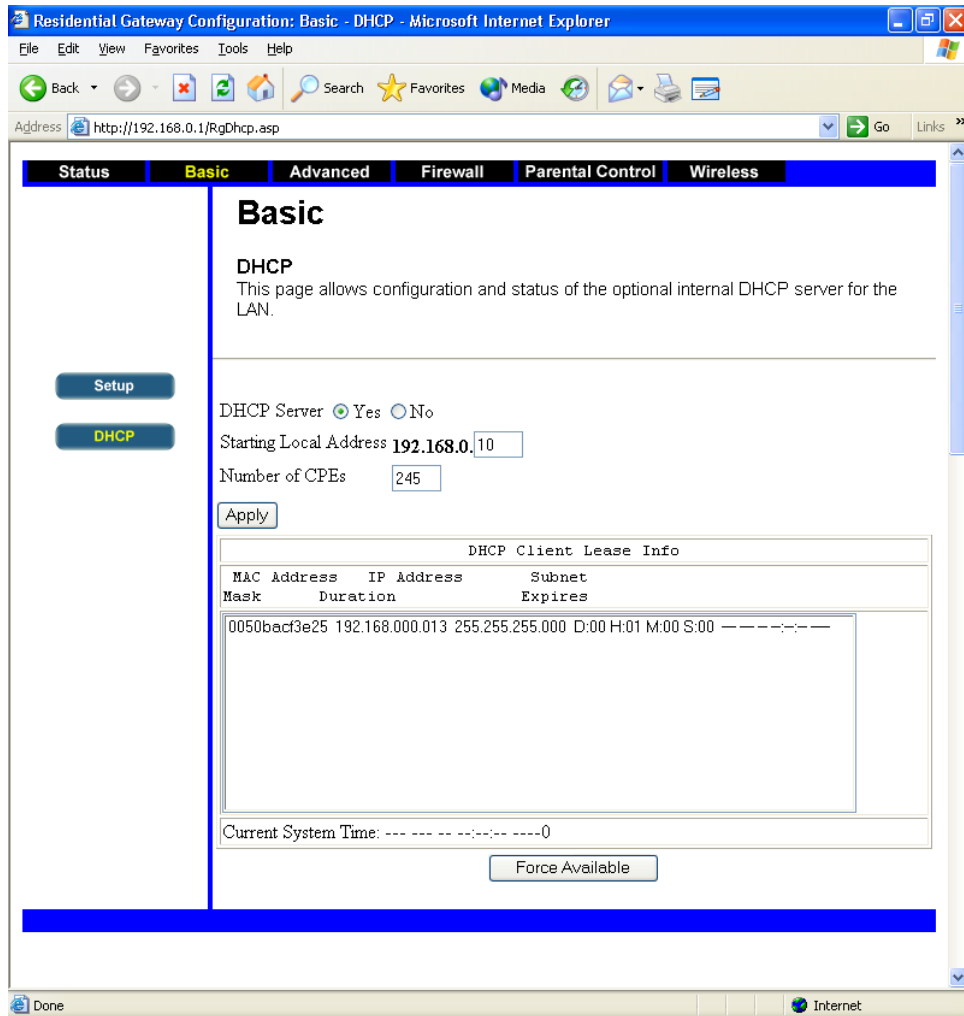 Residential Gateway Configuration: Basic - DHCP - Microsoft Internet Explorer
File Edit View Favorites Tools Help
Back Search Favorites Media
Address http://192.168.0.1/RgDhcp.asp Go Links »
Status Basic Advanced Firewall Parental Control Wireless
Basic
DHCP
This page allows configuration and status of the optional internal DHCP server for the
LAN.
Setup
DHCP
DHCP Server Yes No
Starting Local Address 192.168.0. 10
Number of CPEs 245
Apply
DHCP Client Lease Info
MAC Address IP Address Subnet
Mask Duration Expires
0050bacf3e25 192.168.000.013 255.255.255.000 D:00 H:01 M:00 S:00 --- --- -- --:--:-- ----
Current System Time: --- --- -- --:--:-- ----0
Force Available
Done Internet